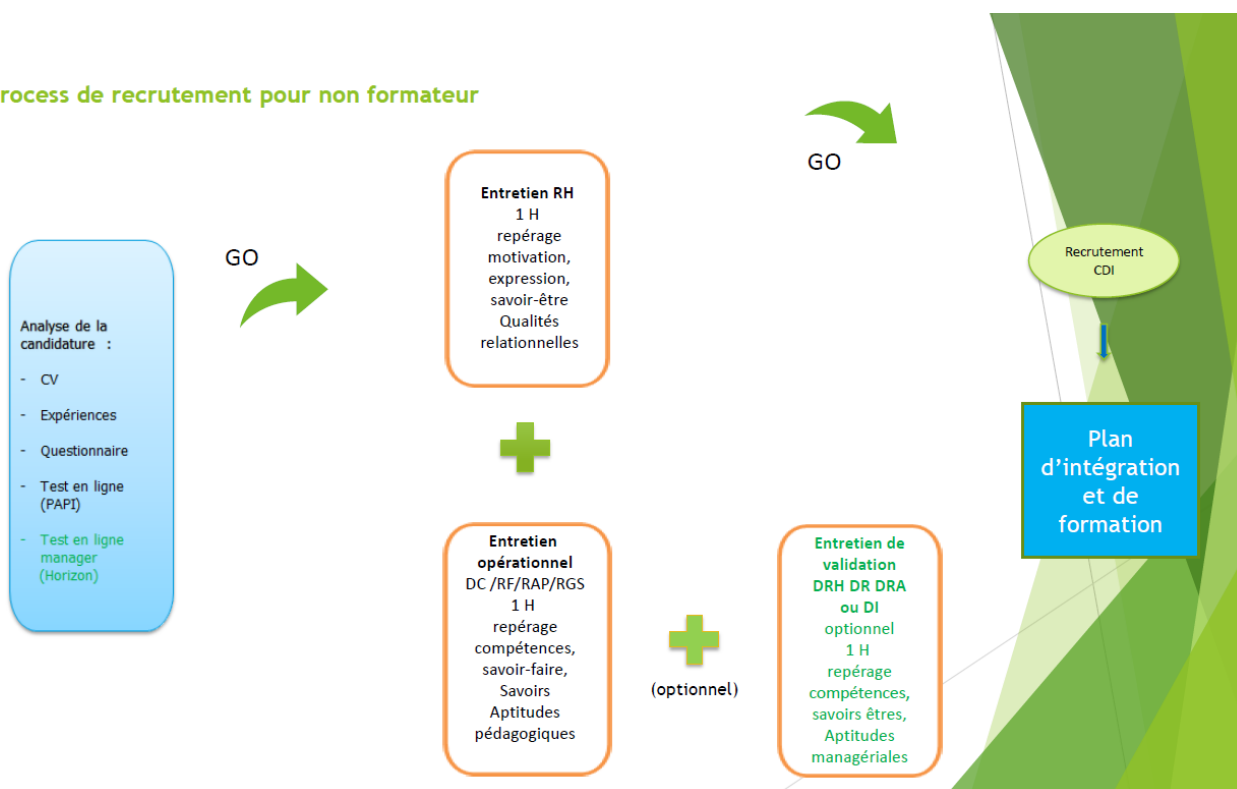 rocess de recrutement pour non formateur
GO
Analyse de la
candidature :
- CV
- Expériences
- Questionnaire
- Test en ligne
(PAPI)
- Test en ligne
manager
(Horizon)
GO
Entretien RH
1 H
repérage
motivation,
expression,
savoir-être
Qualités
relationnelles
Entretien
opérationnel
DC /RF/RAP/RGS
1 H
repérage
compétences,
savoir-faire,
Savoirs
Aptitudes
pédagogiques
(optionnel)
Entretien de
validation
DRH DR DRA
ou DI
optionnel
1 H
repérage
compétences,
savoirs êtres,
Aptitudes
managériales
Recrutement
CDI
Plan
d'intégration
et de
formation